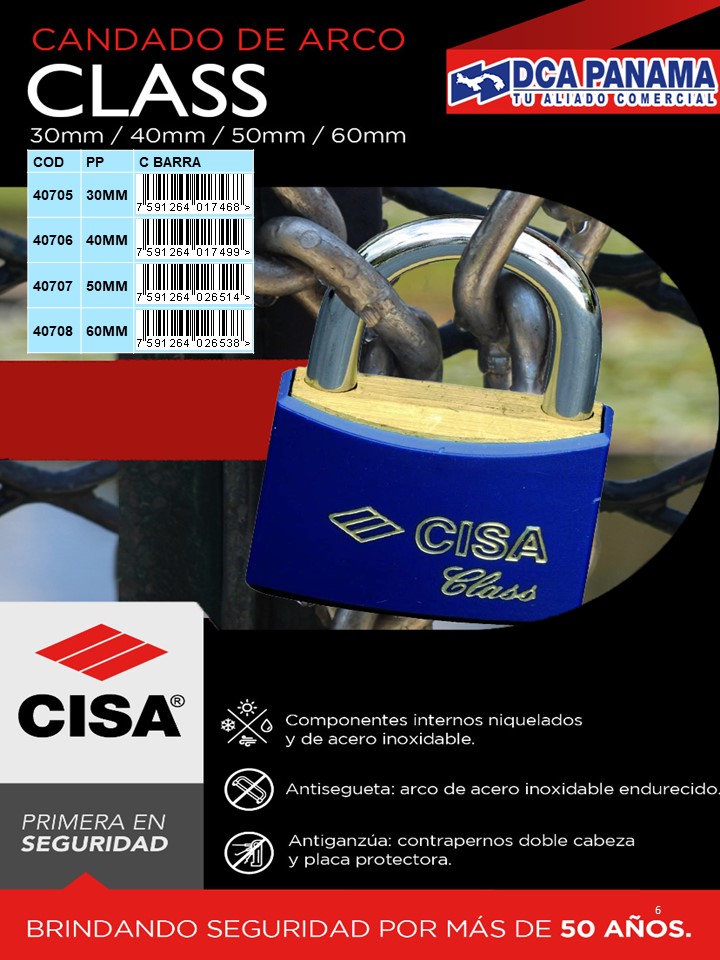 CANDADO DE ARCO
CLASS
30mm / 40mm / 50mm / 60mm
DCA PANAMA
TU ALIADO COMERCIAL
COD PP C BARRA
40705 30MM 7 591264 017468 >
40706 40MM 7 591264 017499 >
40707 50MM 7 591264 026514 >
40708 60MM 7 591264 026538 >
CISA
Class
CISA®
PRIMERA EN
SEGURIDAD
Componentes internos niquelados
y de acero inoxidable.
Antisegueta: arco de acero inoxidable endurecido.
Antiganzúa: contrapernos doble cabeza
y placa protectora.
6
BRINDANDO SEGURIDAD POR MÁS DE 50 AÑOS.